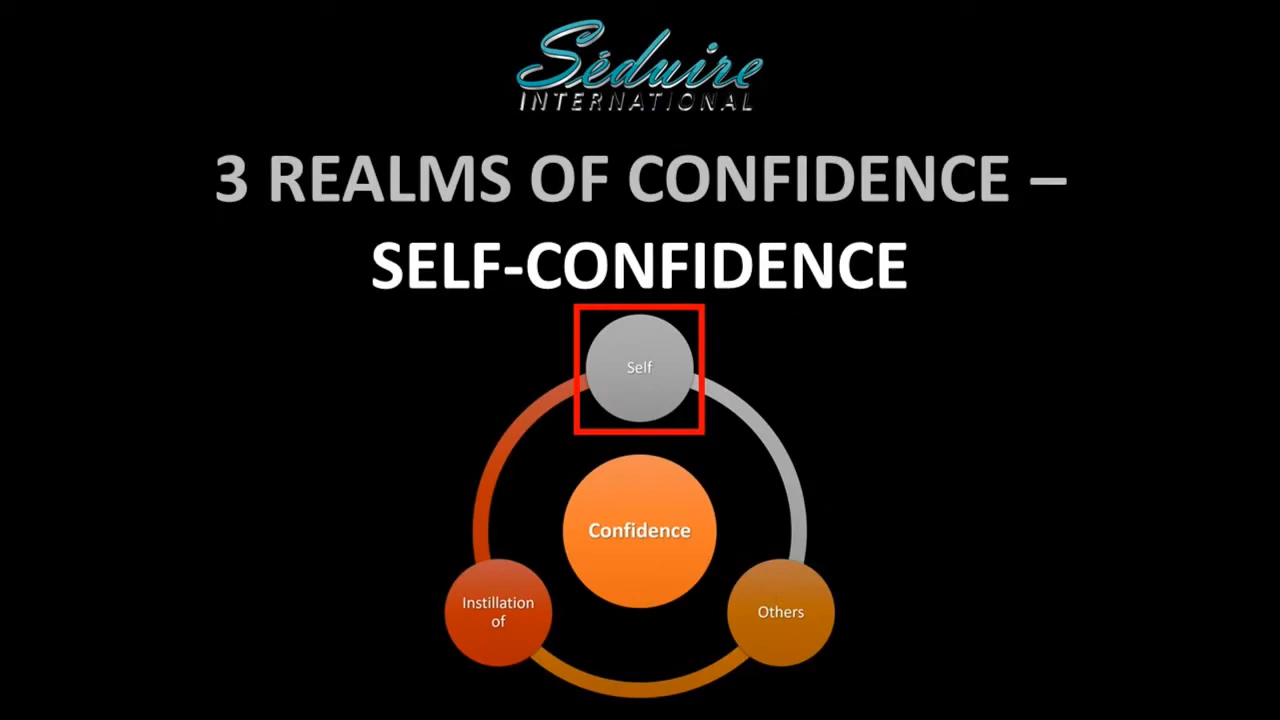 Séduire
INTERNATIONAL
3 REALMS OF CONFIDENCE –
SELF-CONFIDENCE
Self
Confidence
Instillation
of
Others